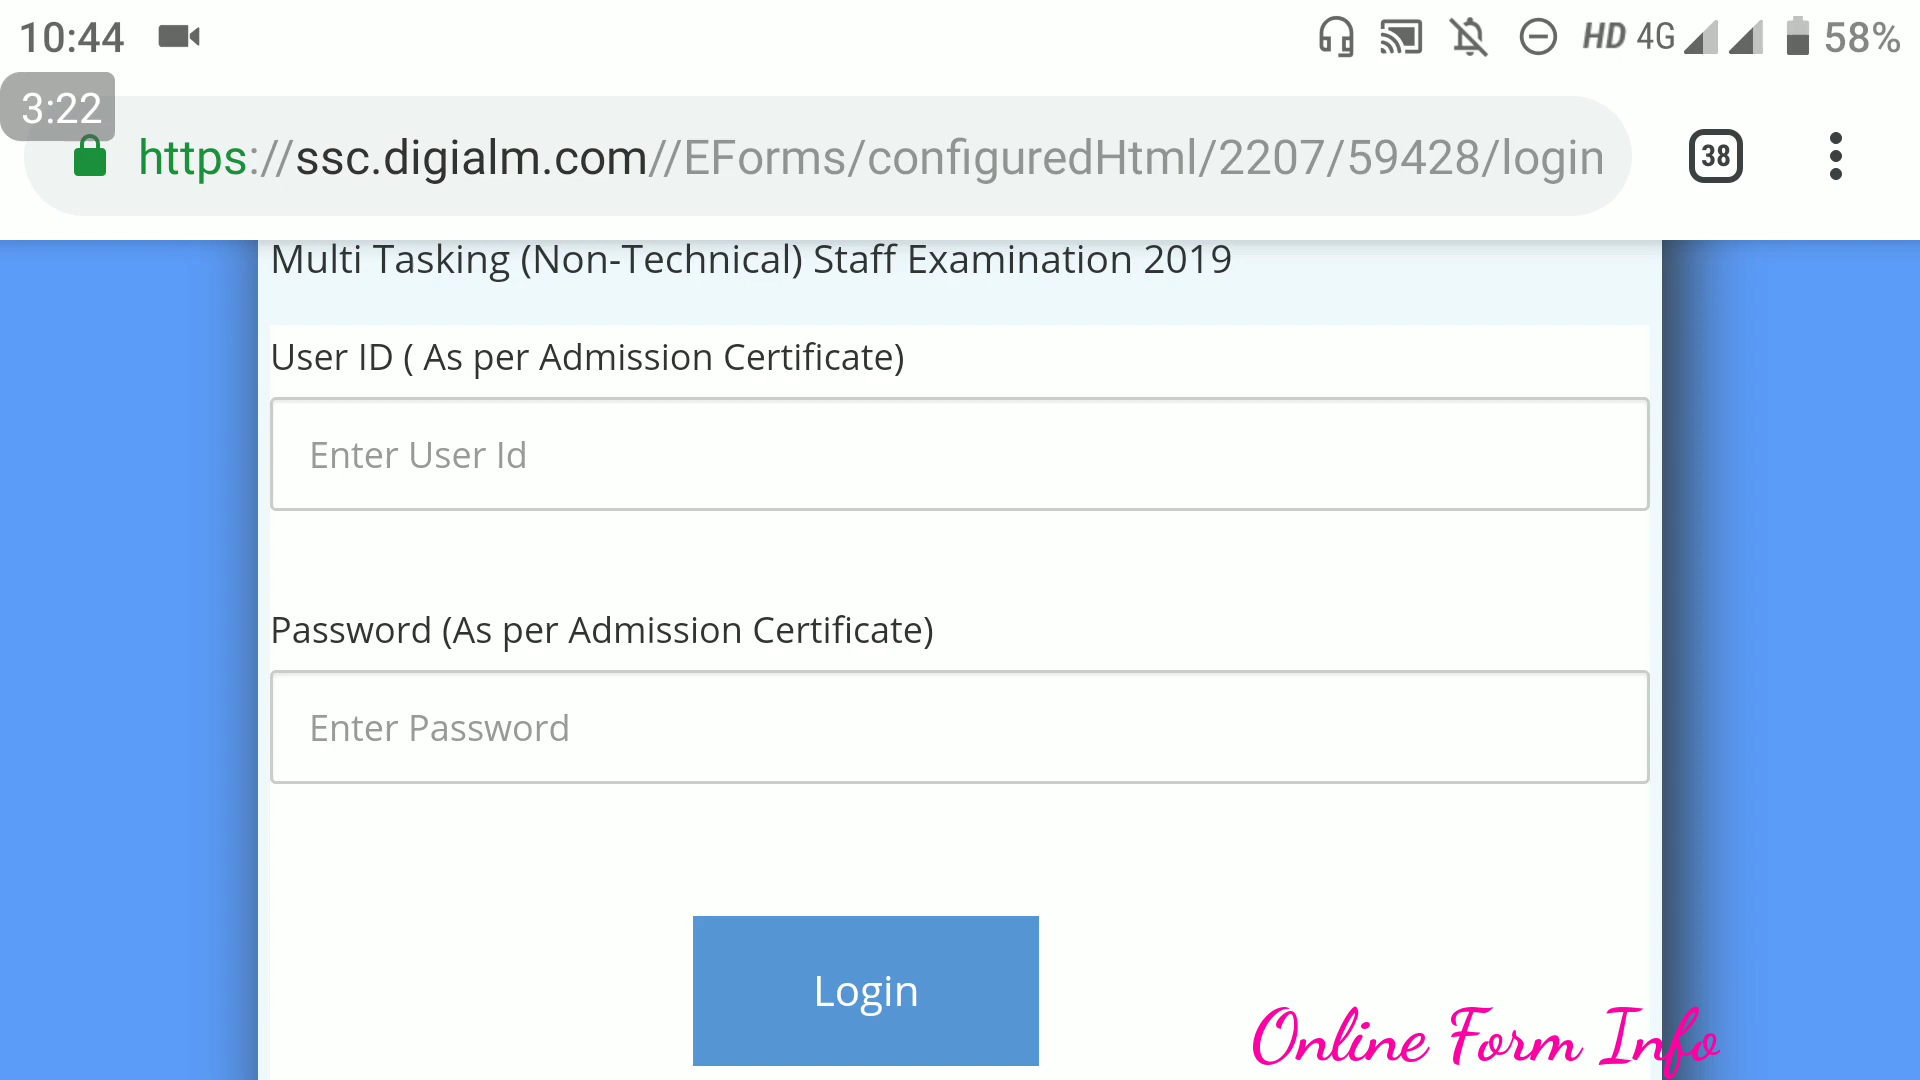 10:44 HD 4G 58%
3:22
https://ssc.digialm.com//EForms/configuredHtml/2207/59428/login 38
Multi Tasking (Non-Technical) Staff Examination 2019
User ID ( As per Admission Certificate)
Enter User Id
Password (As per Admission Certificate)
Enter Password
Login
Online Form Info